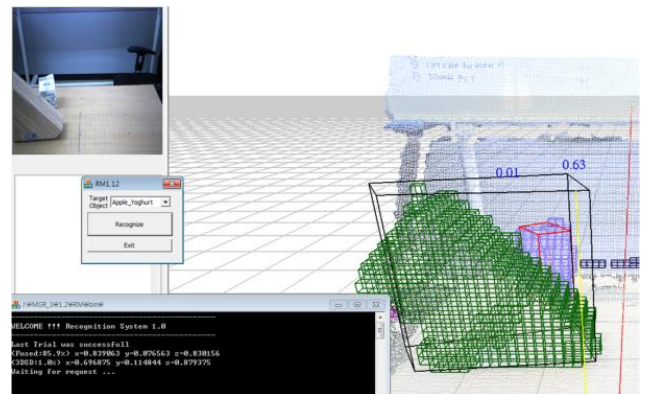 0.01
0.63
RM1.12
Target
Object
Apple_Yoghurt
Recognize
Exit
WELCOME !!! Recognition System 1.0
Last Trial was successfull
(Fused:85.9%) x=0.839063 y=0.076563 z=0.830156
(3DSD:1.0%) x=0.696875 y=0.114844 z=0.879375
Waiting for request ...